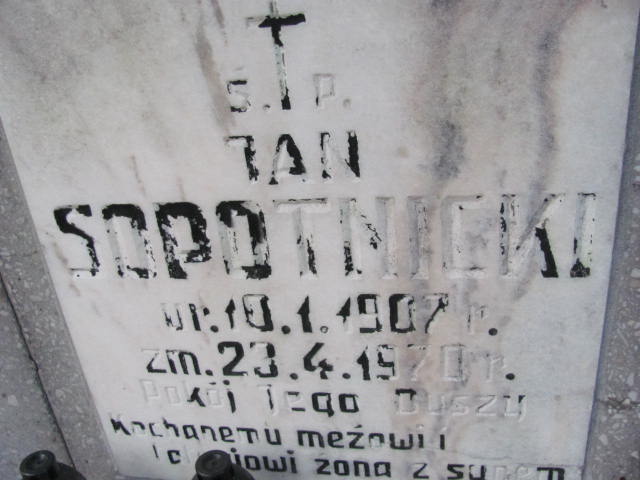 Ś. P.
JAN
SOPOTNICKI
ur. 10.1.1907 r.
zm. 23.4.1970 r.
Pokój Jego Duszy
Kochanemu mężowi i
żona z synem